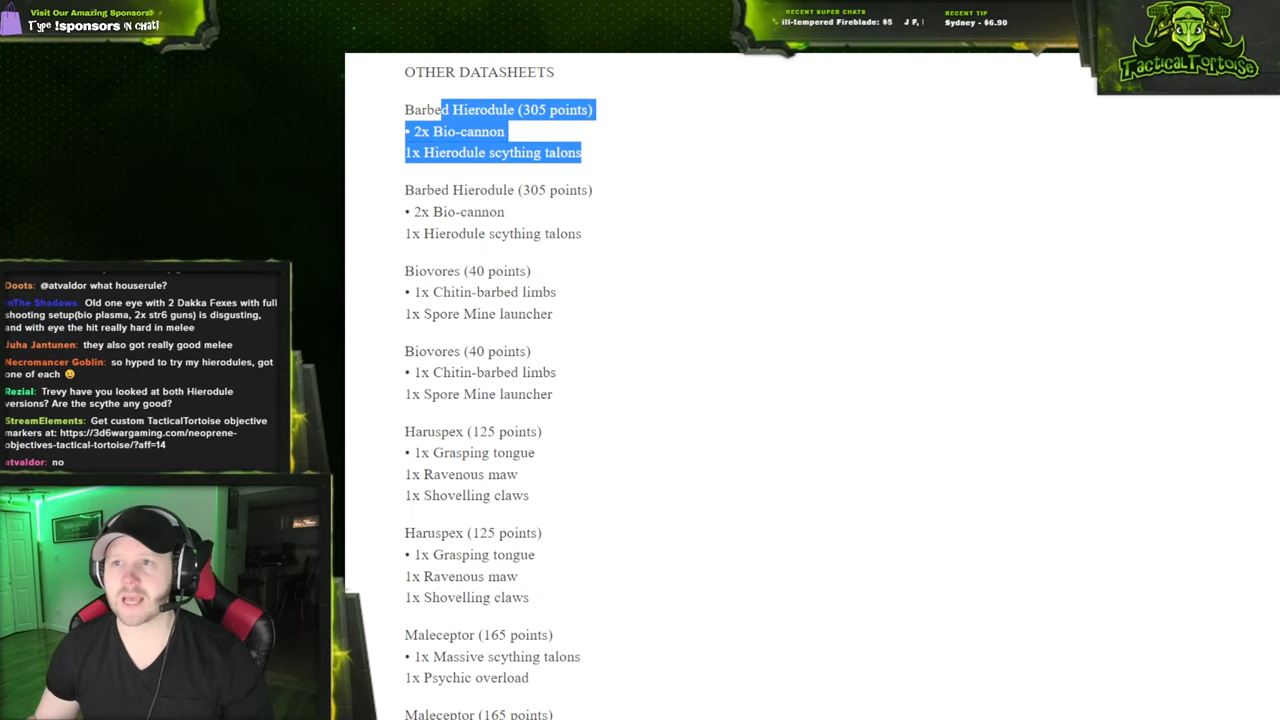 Visit Our Amazing Sponsors!
Type !sponsors in chat!
RECENT SUPER CHATS
ill-tempered Fireblade: $5 J F,
RECENT TIP
Sydney - $6.90
TACTICALTORTOISE
OTHER DATASHEETS
Barbed Hierodule (305 points)
• 2x Bio-cannon
1x Hierodule scything talons
Barbed Hierodule (305 points)
• 2x Bio-cannon
1x Hierodule scything talons
Biovores (40 points)
• 1x Chitin-barbed limbs
1x Spore Mine launcher
Biovores (40 points)
• 1x Chitin-barbed limbs
1x Spore Mine launcher
Haruspex (125 points)
• 1x Grasping tongue
1x Ravenous maw
1x Shovelling claws
Haruspex (125 points)
• 1x Grasping tongue
1x Ravenous maw
1x Shovelling claws
Maleceptor (165 points)
• 1x Massive scything talons
1x Psychic overload
Maleceptor (165 points)
Doots: @atvaldor what houserule?
InThe Shadows: Old one eye with 2 Dakka Fexes with full
shooting setup(bio plasma, 2x str6 guns) is disgusting,
and with eye the hit really hard in melee
Juha Jantunen: they also got really good melee
Necromancer Goblin: so hyped to try my hierodules, got
one of each
Rezial: Trevy have you looked at both Hierodule
versions? Are the scythe any good?
StreamElements: Get custom TacticalTortoise objective
markers at: https://3d6wargaming.com/neoprene-
objectives-tactical-tortoise/?aff=14
atvaldor: no